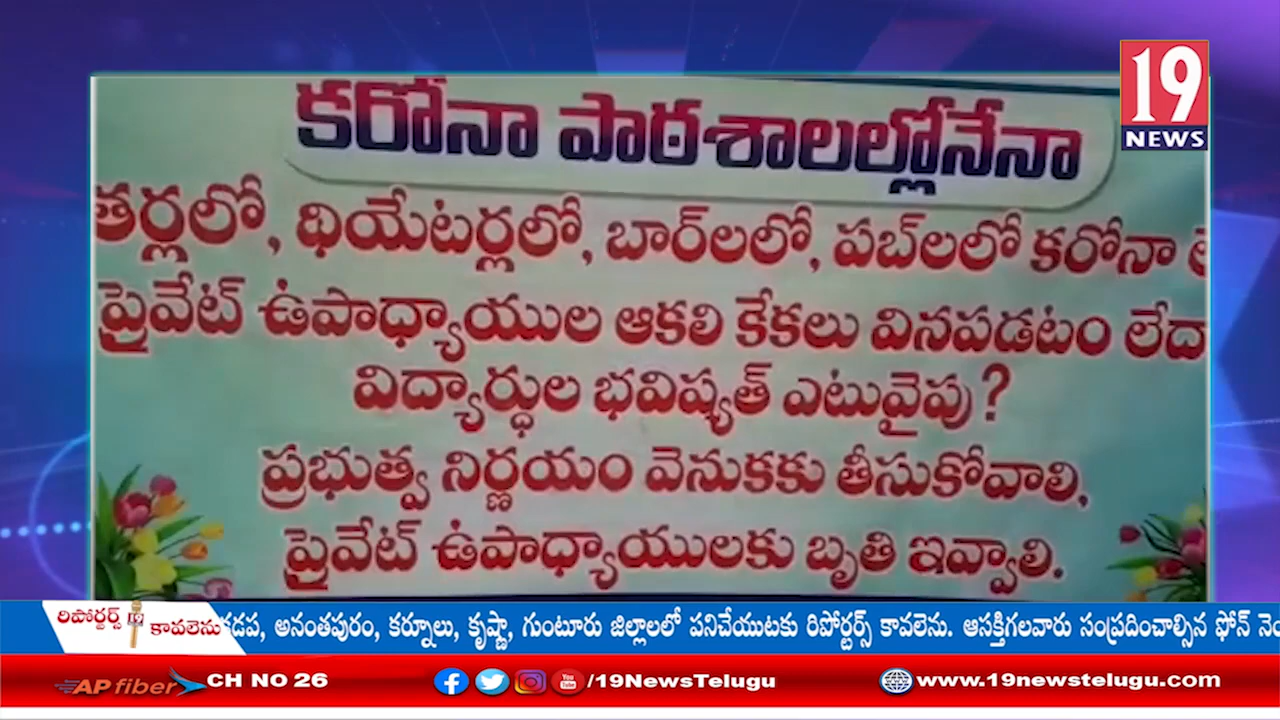 19
NEWS
కరోనా పాఠశాలల్లోనేనా
తర్లలో, థియేటర్లలో, బార్‌లలో, పబ్‌లలో కరోనా
ప్రైవేట్ ఉపాధ్యాయుల ఆకలి కేకలు వినపడటం లేదా
విద్యార్థుల భవిష్యత్ ఎటువైపు?
ప్రభుత్వ నిర్ణయం వెనుకకు తీసుకోవాలి,
ప్రైవేట్ ఉపాధ్యాయులకు బృతి ఇవ్వాలి.
రిపోర్టర్స్ కావలెను
కడప, అనంతపురం, కర్నూలు, కృష్ణా, గుంటూరు జిల్లాలలో పనిచేయుటకు రిపోర్టర్స్ కావలెను. ఆసక్తిగలవారు సంప్రదించాల్సిన ఫోన్
AP fiber CH NO 26 /19NewsTelugu www.19newstelugu.com